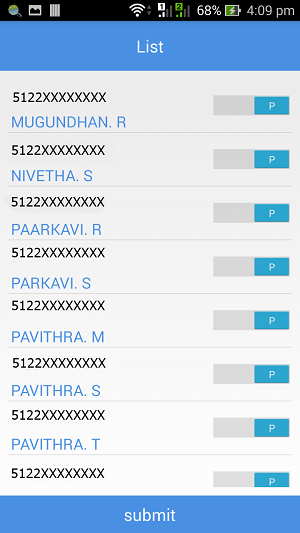 68% 4:09 pm
List
5122XXXXXXXX
P
MUGUNDHAN. R
5122XXXXXXXX
P
NIVETHA. S
5122XXXXXXXX
P
PAARKAVI. R
5122XXXXXXXX
P
PARKAVI. S
5122XXXXXXXX
P
PAVITHRA. M
5122XXXXXXXX
P
PAVITHRA. S
5122XXXXXXXX
P
PAVITHRA. T
5122XXXXXXXX
P
submit